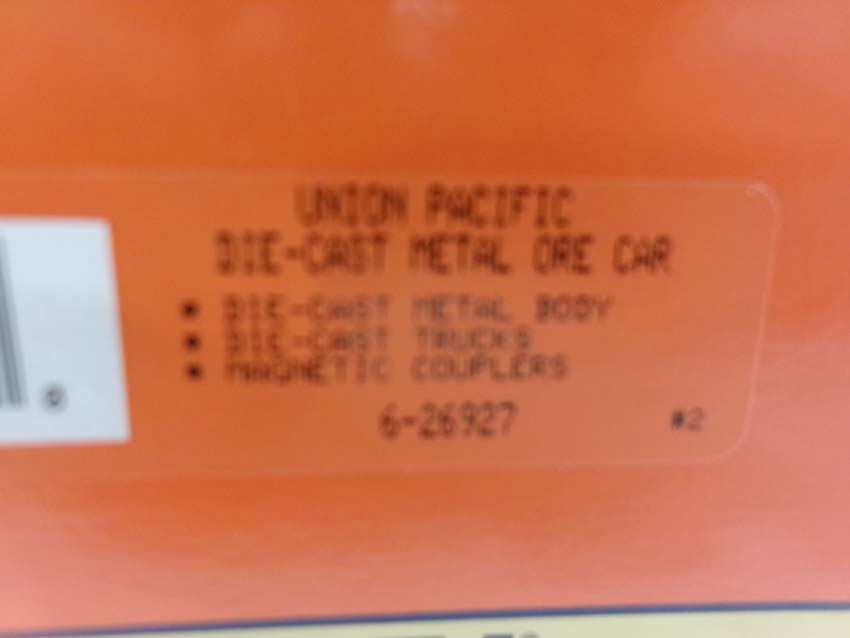 UNION PACIFIC
DIE-CAST METAL ORE CAR
• DIE-CAST METAL BODY
• DIE-CAST TRUCKS
• MAGNETIC COUPLERS
6-26927 #2
0